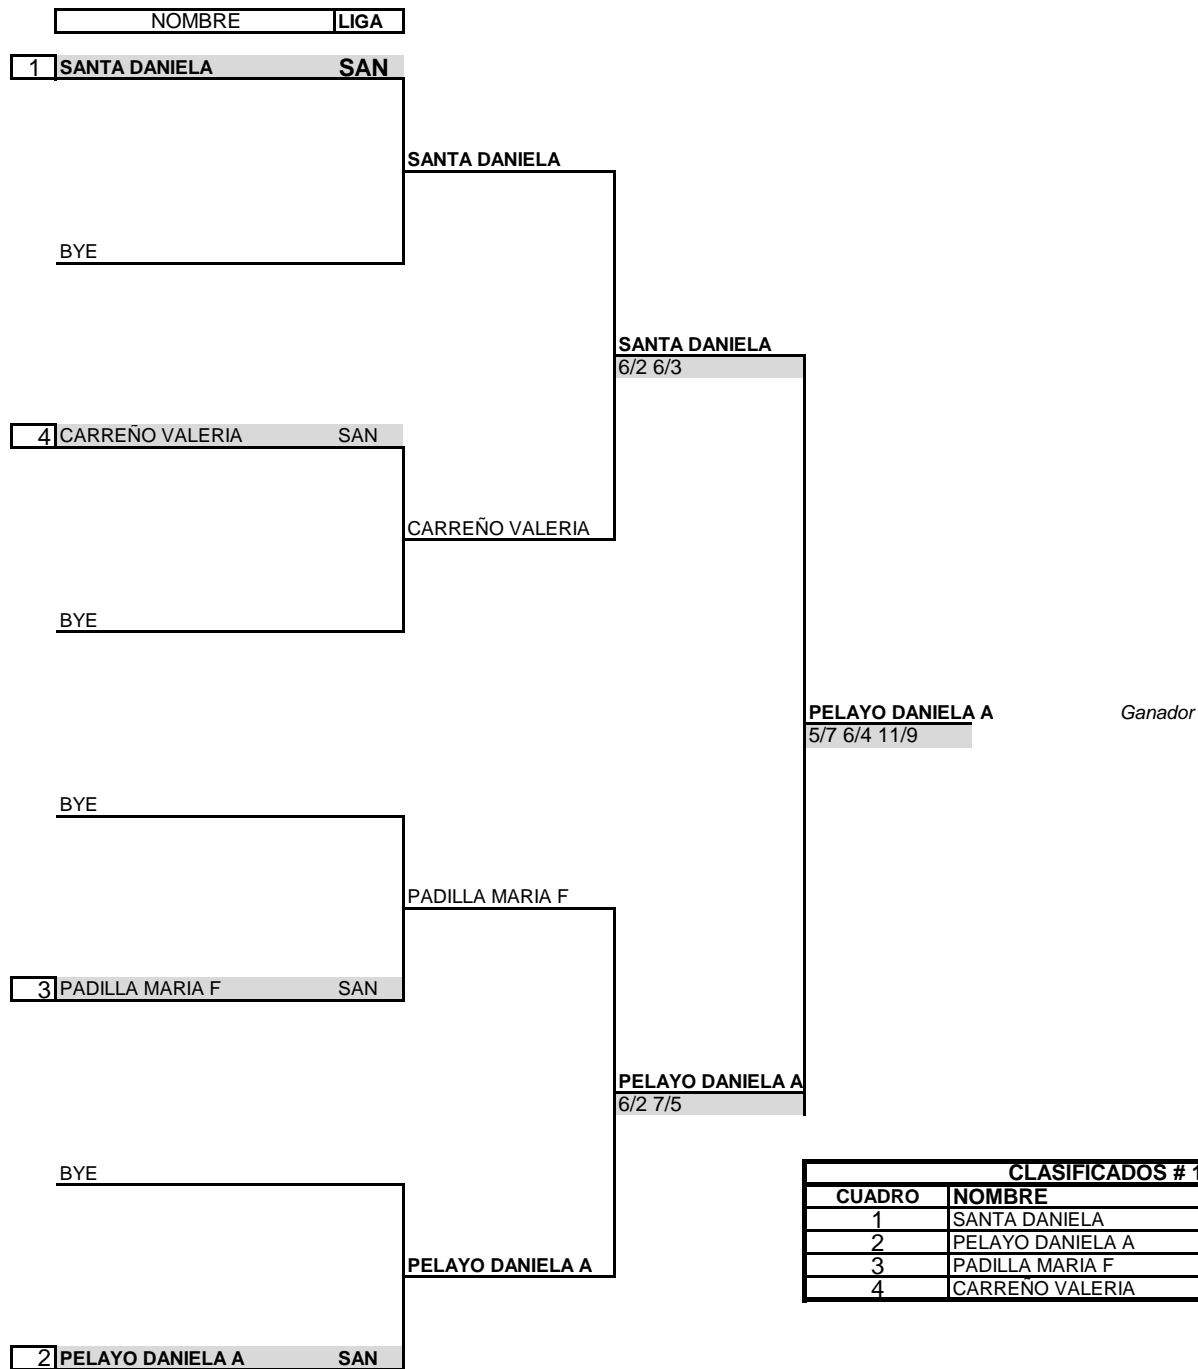 NOMBRE LIGA
1 SANTA DANIELA SAN
SANTA DANIELA
BYE
SANTA DANIELA
6/2 6/3
4 CARREÑO VALERIA SAN
CARREÑO VALERIA
BYE
PELAYO DANIELA A Ganador
5/7 6/4 11/9
BYE
PADILLA MARIA F
3 PADILLA MARIA F SAN
PELAYO DANIELA A
6/2 7/5
BYE
PELAYO DANIELA A
2 PELAYO DANIELA A SAN
CLASIFICADOS # 1
CUADRO NOMBRE
1 SANTA DANIELA
2 PELAYO DANIELA A
3 PADILLA MARIA F
4 CARREÑO VALERIA